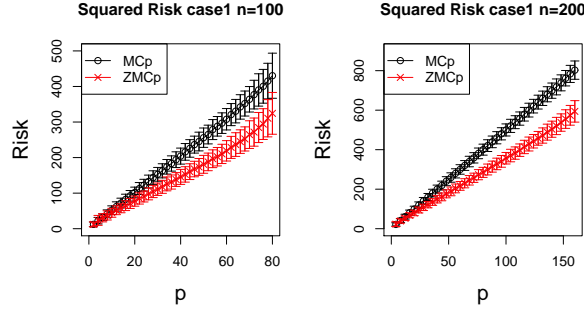 Squared Risk case1 n=100
MCp
ZMCp
Risk
0 100 200 300 400 500
0 20 40 60 80
p
Squared Risk case1 n=200
MCp
ZMCp
Risk
0 200 400 600 800
0 50 100 150
p